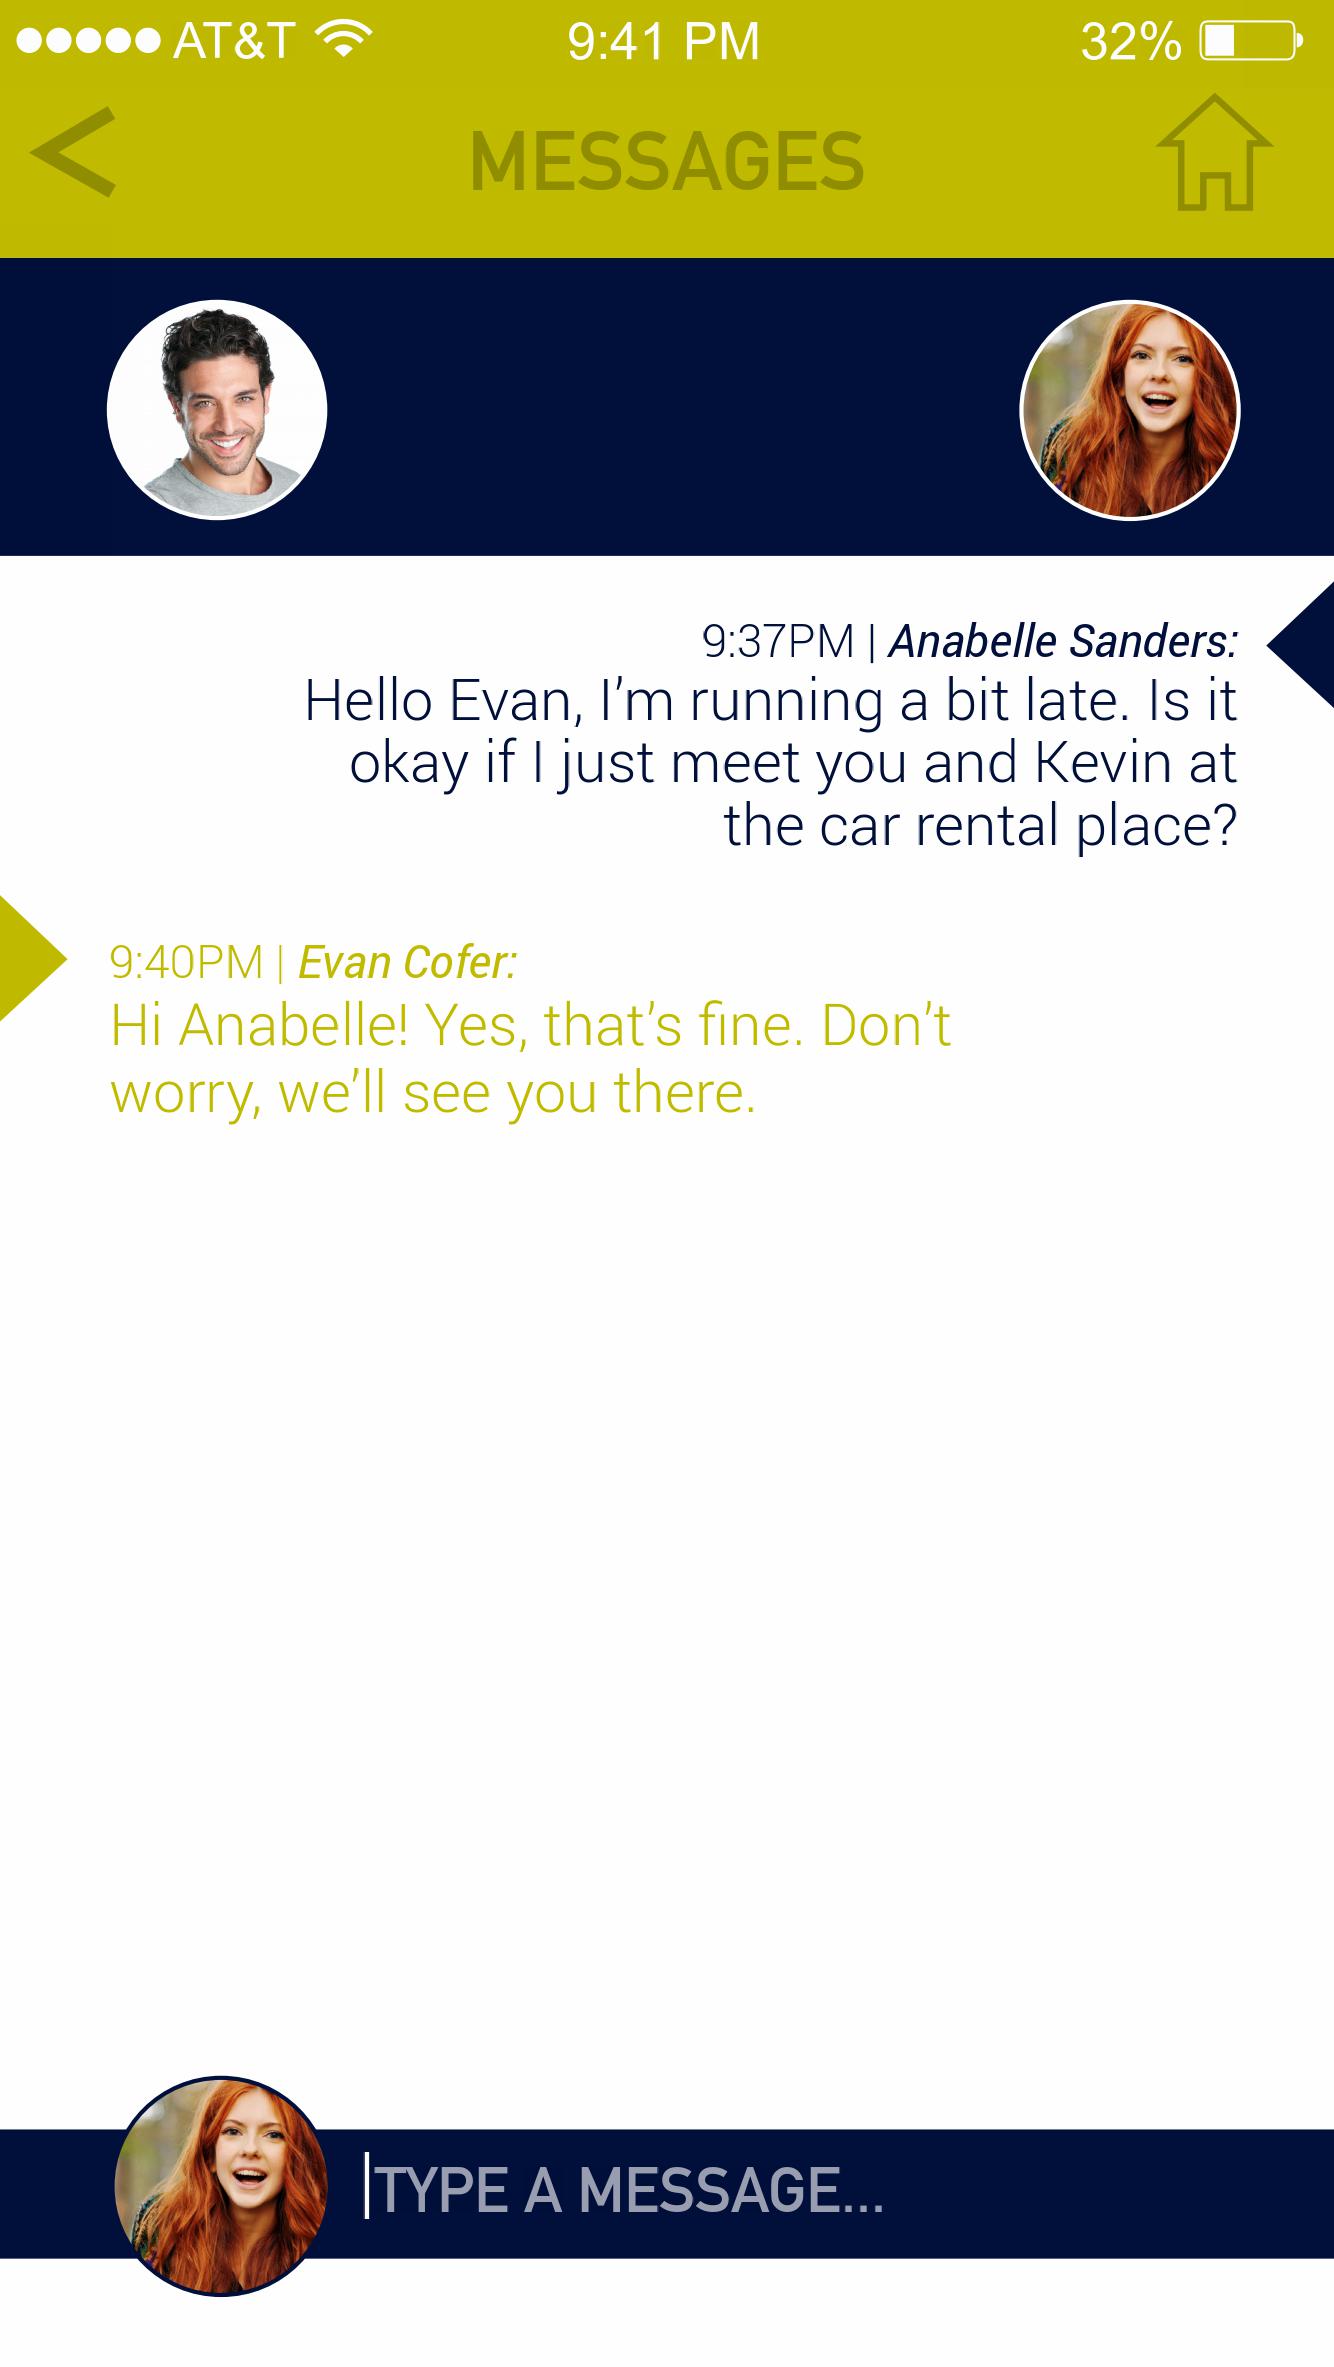 AT&T 9:41 PM 32%
MESSAGES
9:37PM | Anabelle Sanders:
Hello Evan, I’m running a bit late. Is it
okay if I just meet you and Kevin at
the car rental place?
9:40PM | Evan Cofer:
Hi Anabelle! Yes, that’s fine. Don’t
worry, we’ll see you there.
TYPE A MESSAGE...